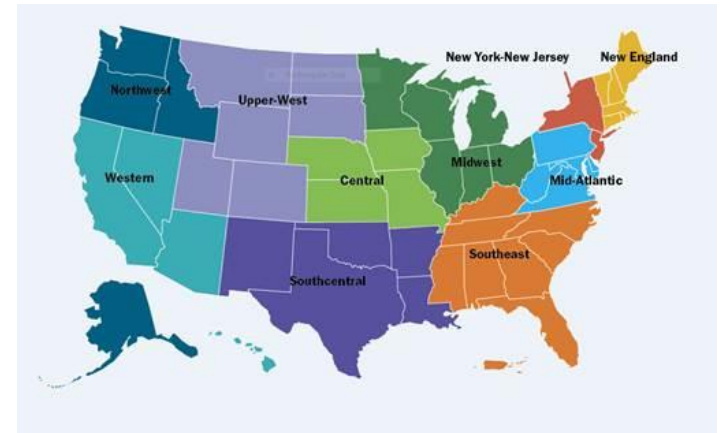 New York-New Jersey
New England
Northwest
Upper-West
Midwest
Western
Central
Mid-Atlantic
Southeast
Southcentral